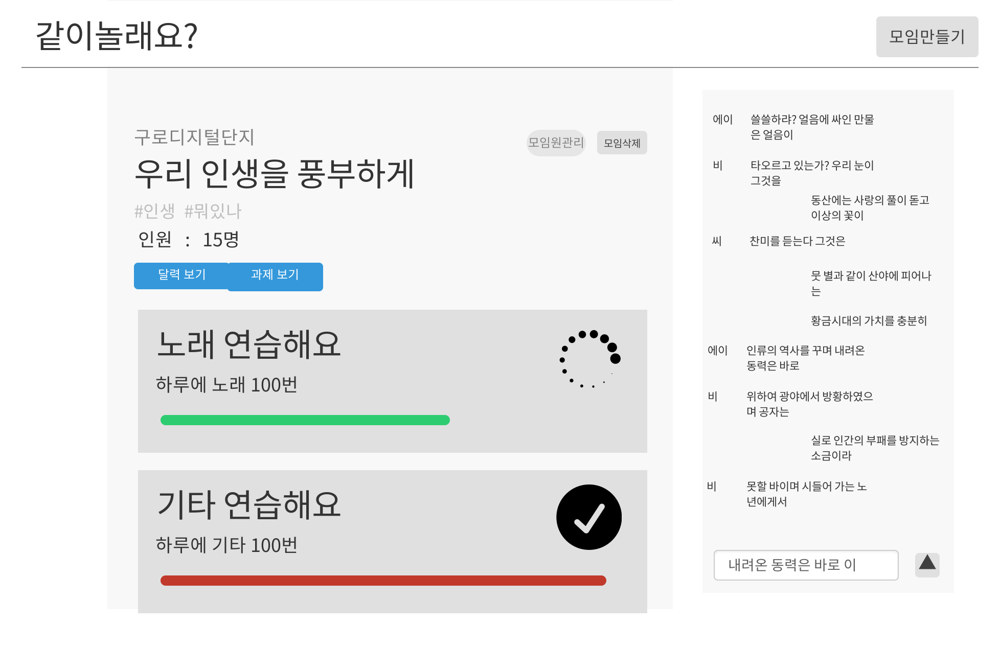 같이놀래요?
모임만들기
구로디지털단지
모임원관리
모임삭제
우리 인생을 풍부하게
#인생 #뭐있나
인원 : 15명
달력 보기
과제 보기
노래 연습해요
하루에 노래 100번
기타 연습해요
하루에 기타 100번
에이
쓸쓸하랴? 얼음에 싸인 만물
은 얼음이
비
타오르고 있는가? 우리 눈이
그것을
동산에는 사랑의 풀이 돋고
이상의 꽃이
씨
찬미를 듣는다 그것은
뭇 별과 같이 산야에 피어나
는
황금시대의 가치를 충분히
에이
인류의 역사를 꾸며 내려온
동력은 바로
비
위하여 광야에서 방황하였으
며 공자는
실로 인간의 부패를 방지하는
소금이라
비
못할 바이며 시들어 가는 노
년에게서
내려온 동력은 바로 이